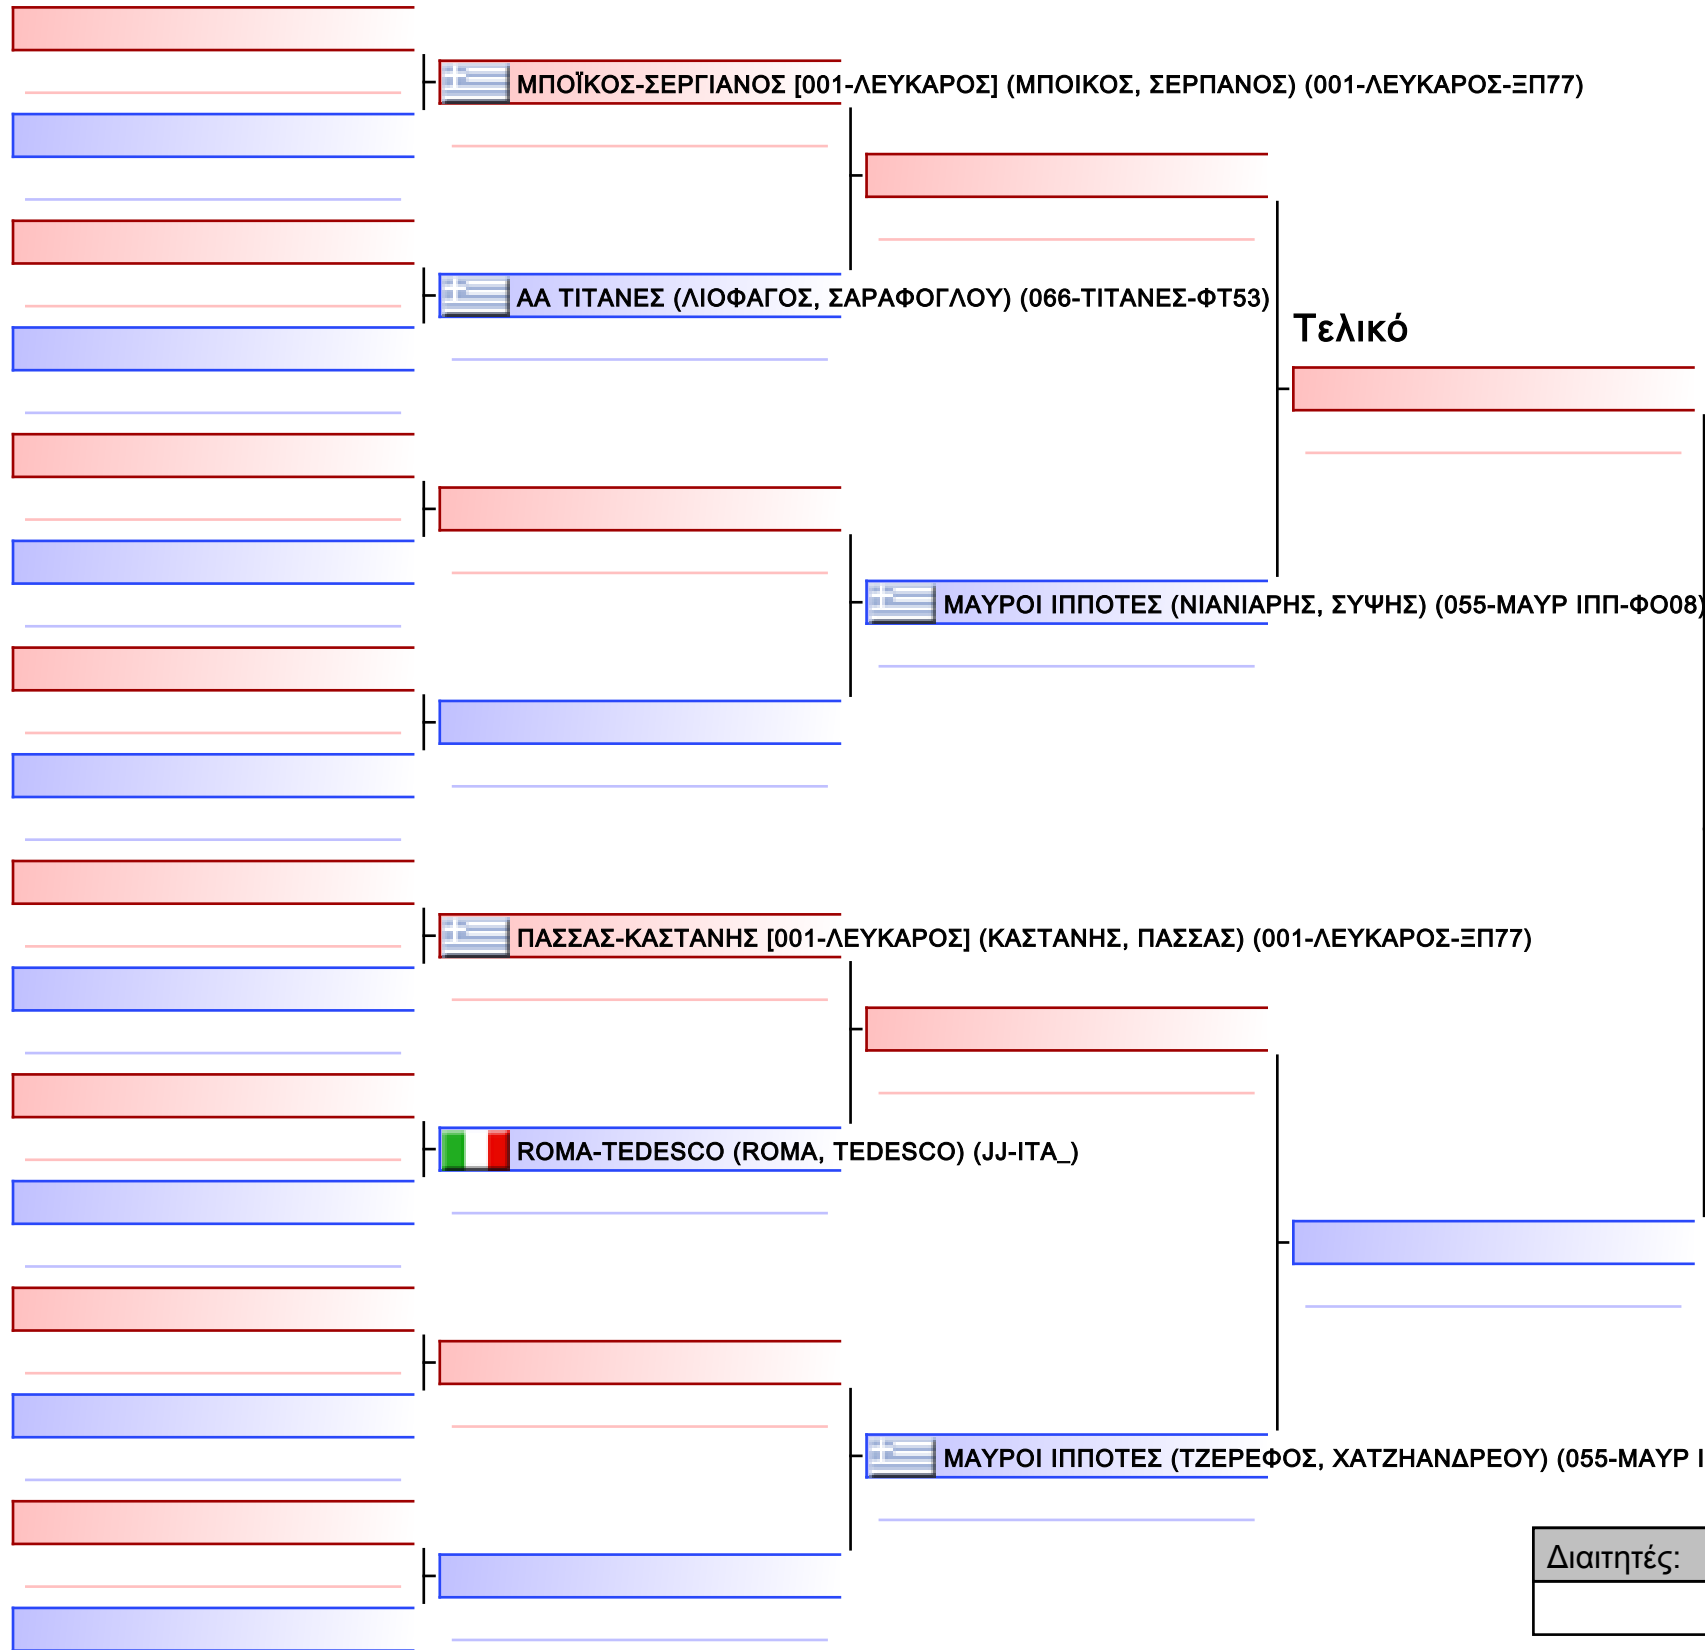 ΜΠΟΪΚΟΣ-ΣΕΡΓΙΑΝΟΣ [001-ΛΕΥΚΑΡΟΣ] (ΜΠΟΙΚΟΣ, ΣΕΡΠΑΝΟΣ) (001-ΛΕΥΚΑΡΟΣ-ΞΠ77)
ΑΑ ΤΙΤΑΝΕΣ (ΛΙΟΦΑΓΟΣ, ΣΑΡΑΦΟΓΛΟΥ) (066-ΤΙΤΑΝΕΣ-ΦΤ53)
Τελικό
ΜΑΥΡΟΙ ΙΠΠΟΤΕΣ (ΝΙΑΝΙΑΡΗΣ, ΣΥΨΗΣ) (055-ΜΑΥΡ ΙΠΠ-ΦΟ08)
ΠΑΣΣΑΣ-ΚΑΣΤΑΝΗΣ [001-ΛΕΥΚΑΡΟΣ] (ΚΑΣΤΑΝΗΣ, ΠΑΣΣΑΣ) (001-ΛΕΥΚΑΡΟΣ-ΞΠ77)
ROMA-TEDESCO (ROMA, TEDESCO) (JJ-ITA_)
ΜΑΥΡΟΙ ΙΠΠΟΤΕΣ (ΤΖΕΡΕΦΟΣ, ΧΑΤΖΗΑΝΔΡΕΟΥ) (055-ΜΑΥΡ Ι
Διαιτητές: